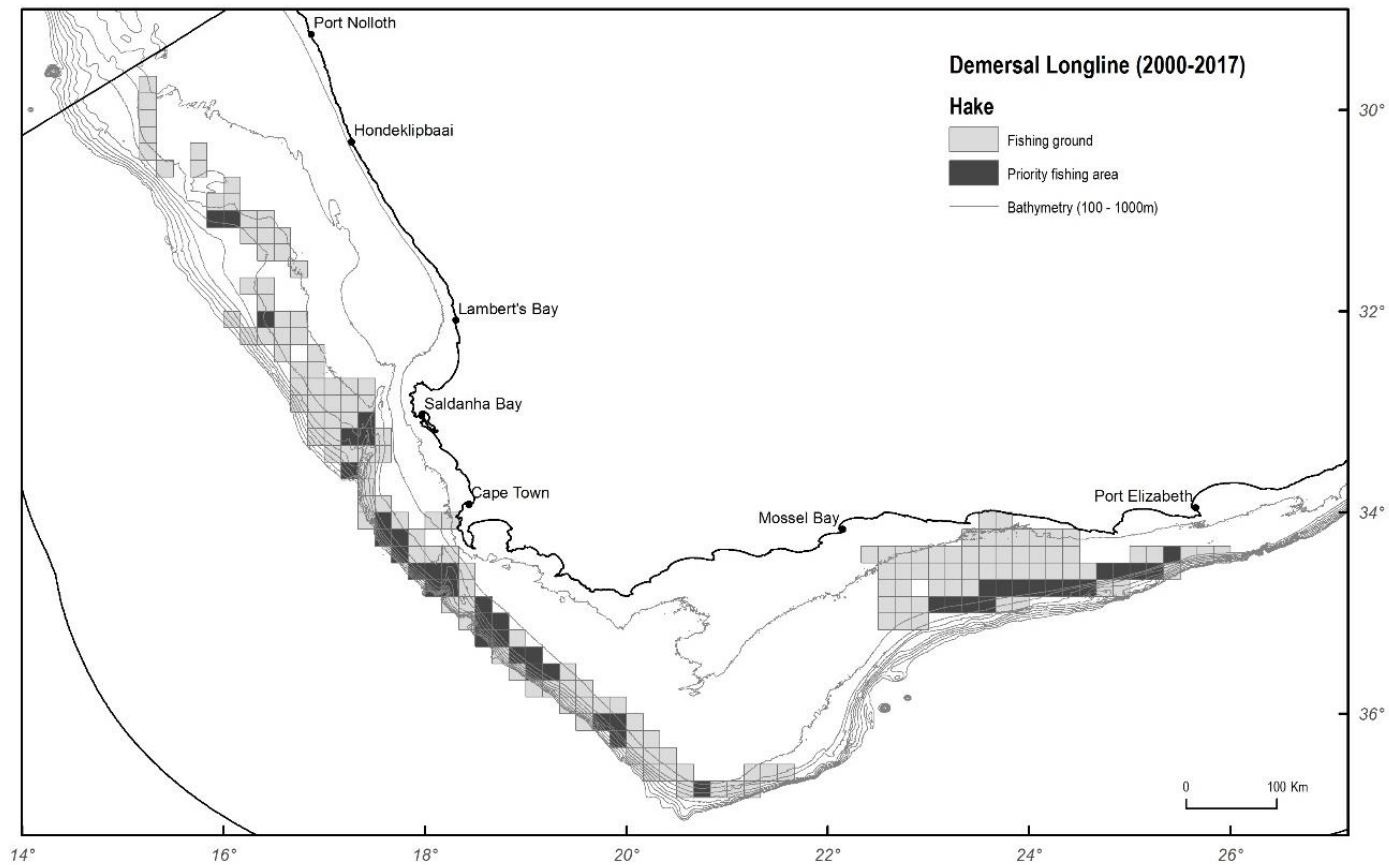 Port Nolloth
Demersal Longline (2000-2017)
Hake
Fishing ground
Priority fishing area
Bathymetry (100 - 1000m)
30°
Hondeklipbaai
Lambert's Bay
32°
Saldanha Bay
Cape Town
Mossel Bay
Port Elizabeth
34°
36°
0 100 Km
14° 16° 18° 20° 22° 24° 26°